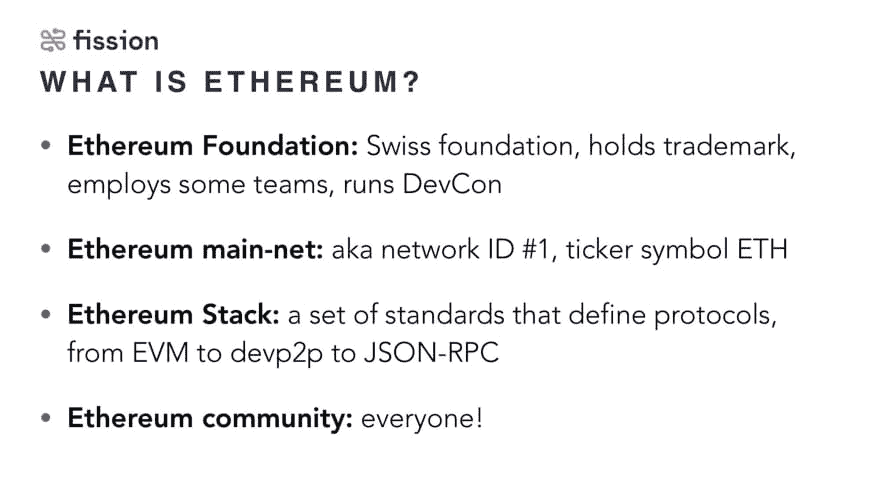 fission
WHAT IS ETHEREUM?
• Ethereum Foundation: Swiss foundation, holds trademark,
employs some teams, runs DevCon
• Ethereum main-net: aka network ID #1, ticker symbol ETH
• Ethereum Stack: a set of standards that define protocols,
from EVM to devp2p to JSON-RPC
• Ethereum community: everyone!